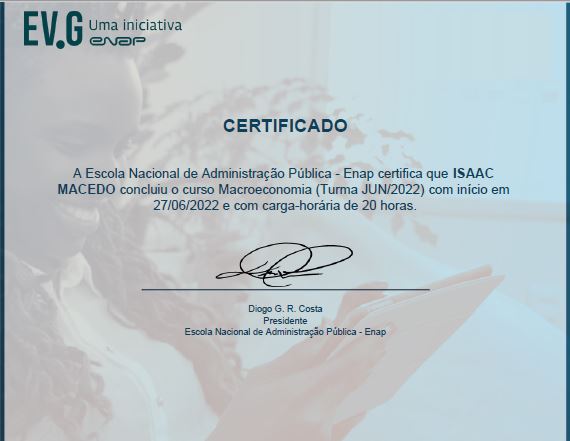 EV.G Uma iniciativa
enap
CERTIFICADO
A Escola Nacional de Administração Pública - Enap certifica que ISAAC
MACEDO concluiu o curso Macroeconomia (Turma JUN/2022) com início em
27/06/2022 e com carga-horária de 20 horas.
Diogo G. R. Costa
Presidente
Escola Nacional de Administração Pública - Enap